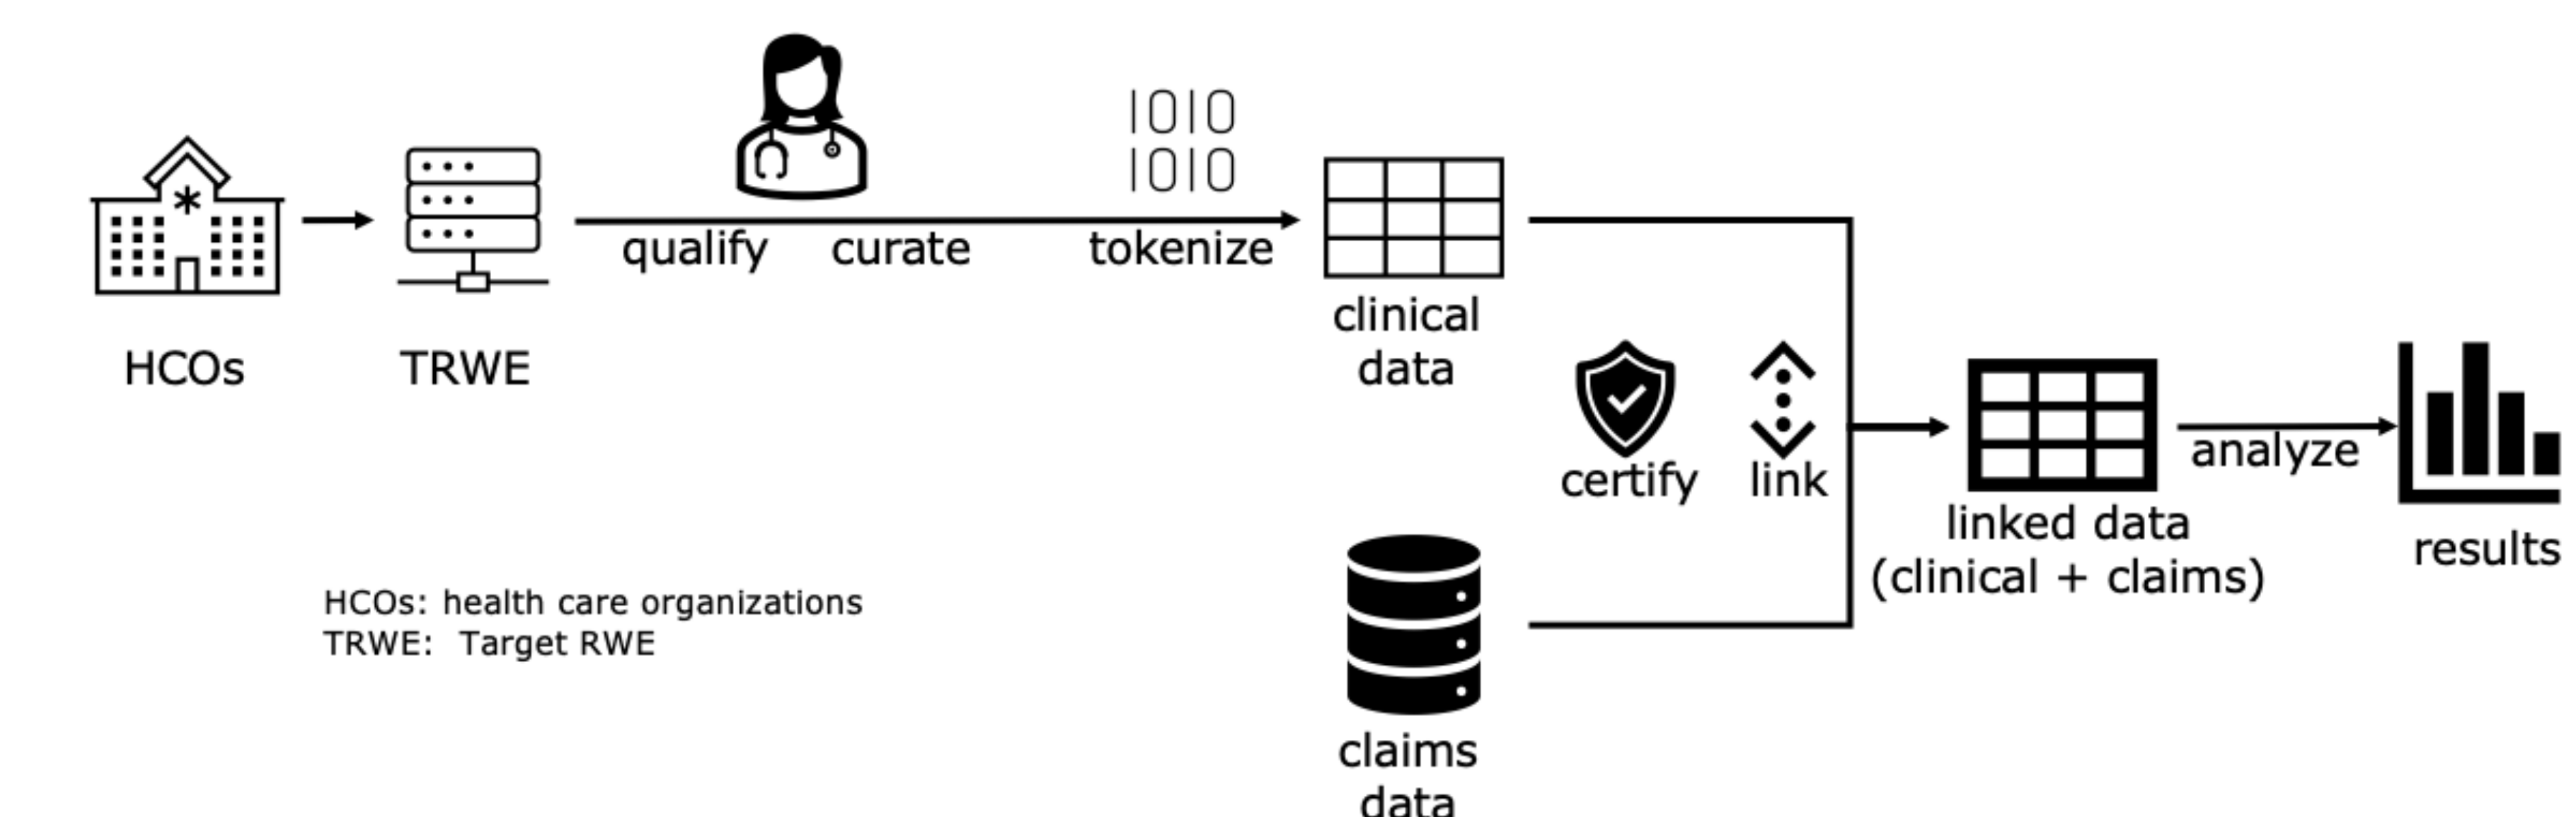 1010
1010
qualify curate tokenize
HCOs
TRWE
clinical
data
certify link
analyze
linked data
(clinical + claims)
results
HCOs: health care organizations
TRWE: Target RWE
claims
data